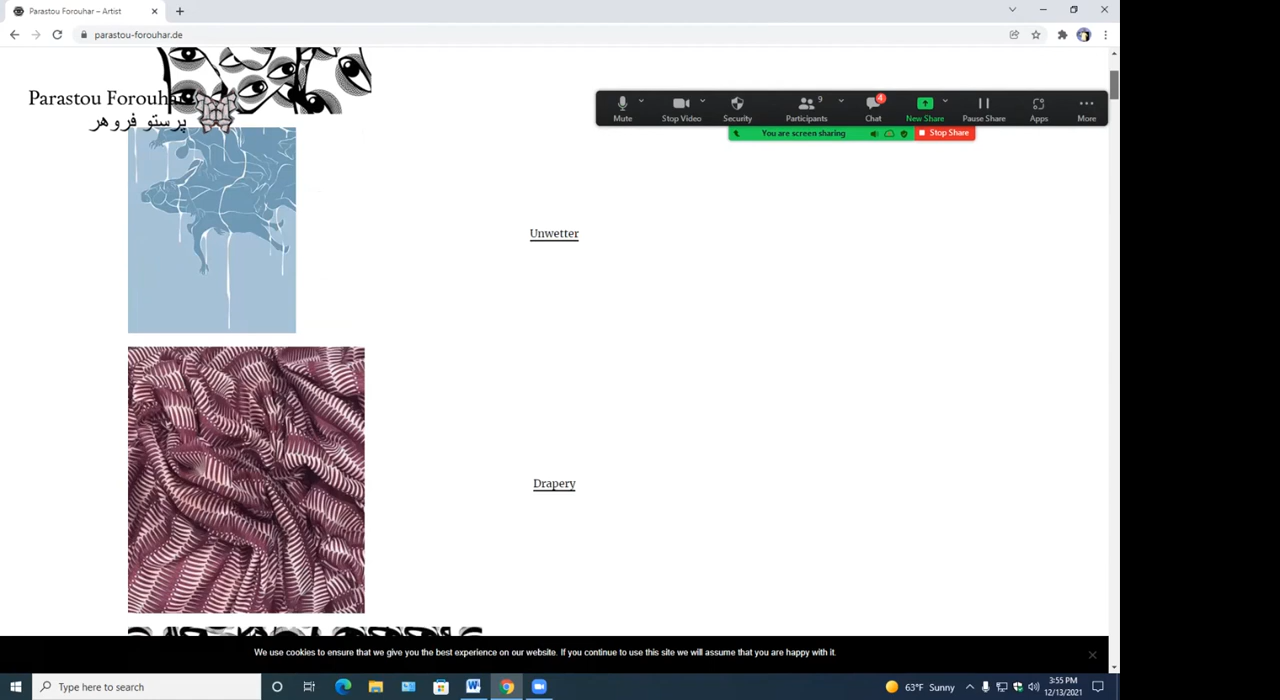 Parastou Forouhar – Artist
parastou-forouhar.de
Parastou Forouhar
پرستو فروهر
9
4
Mute
Stop Video
Security
Participants
Chat
New Share
Pause Share
Apps
More
You are screen sharing
Stop Share
Unwetter
Drapery
We use cookies to ensure that we give you the best experience on our website. If you continue to use this site we will assume that you are happy with it.
Type here to search
63°F Sunny
3:55 PM
12/13/2021